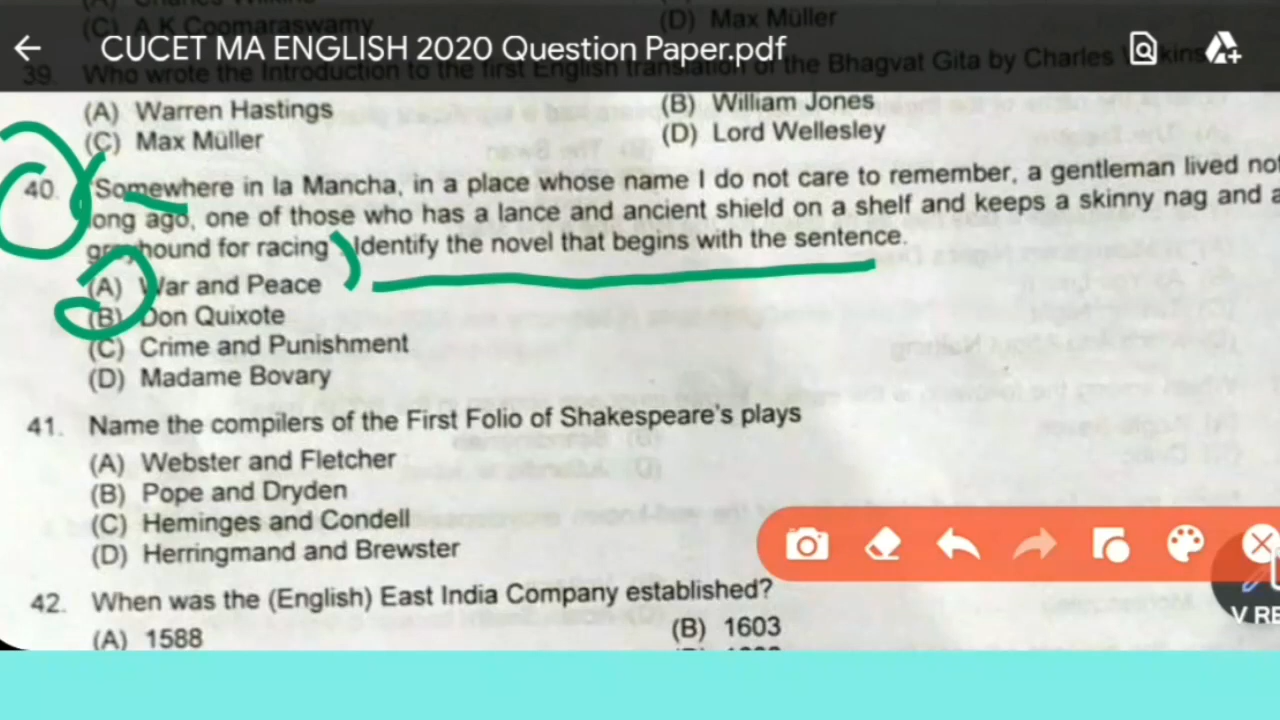 (C) A K Coomaraswamy (D) Max Müller
CUCET MA ENGLISH 2020 Question Paper.pdf
39. Who wrote the Introduction to the first English translation of the Bhagvat Gita by Charles
(A) Warren Hastings (B) William Jones
(C) Max Müller (D) Lord Wellesley
40. Somewhere in la Mancha, in a place whose name I do not care to remember, a gentleman lived not
long ago, one of those who has a lance and ancient shield on a shelf and keeps a skinny nag and a
greyhound for racing Identify the novel that begins with the sentence.
(A) War and Peace
(B) Don Quixote
(C) Crime and Punishment
(D) Madame Bovary
41. Name the compilers of the First Folio of Shakespeare's plays
(A) Webster and Fletcher
(B) Pope and Dryden
(C) Heminges and Condell
(D) Herringmand and Brewster
42. When was the (English) East India Company established?
(A) 1588 (B) 1603